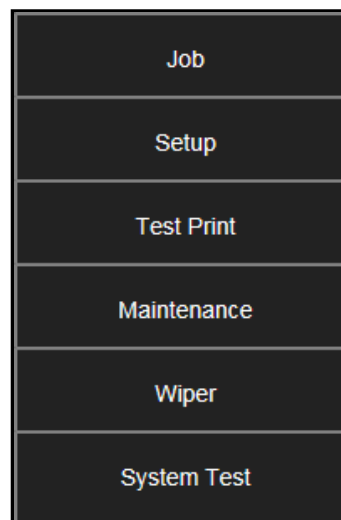 Job
Setup
Test Print
Maintenance
Wiper
System Test